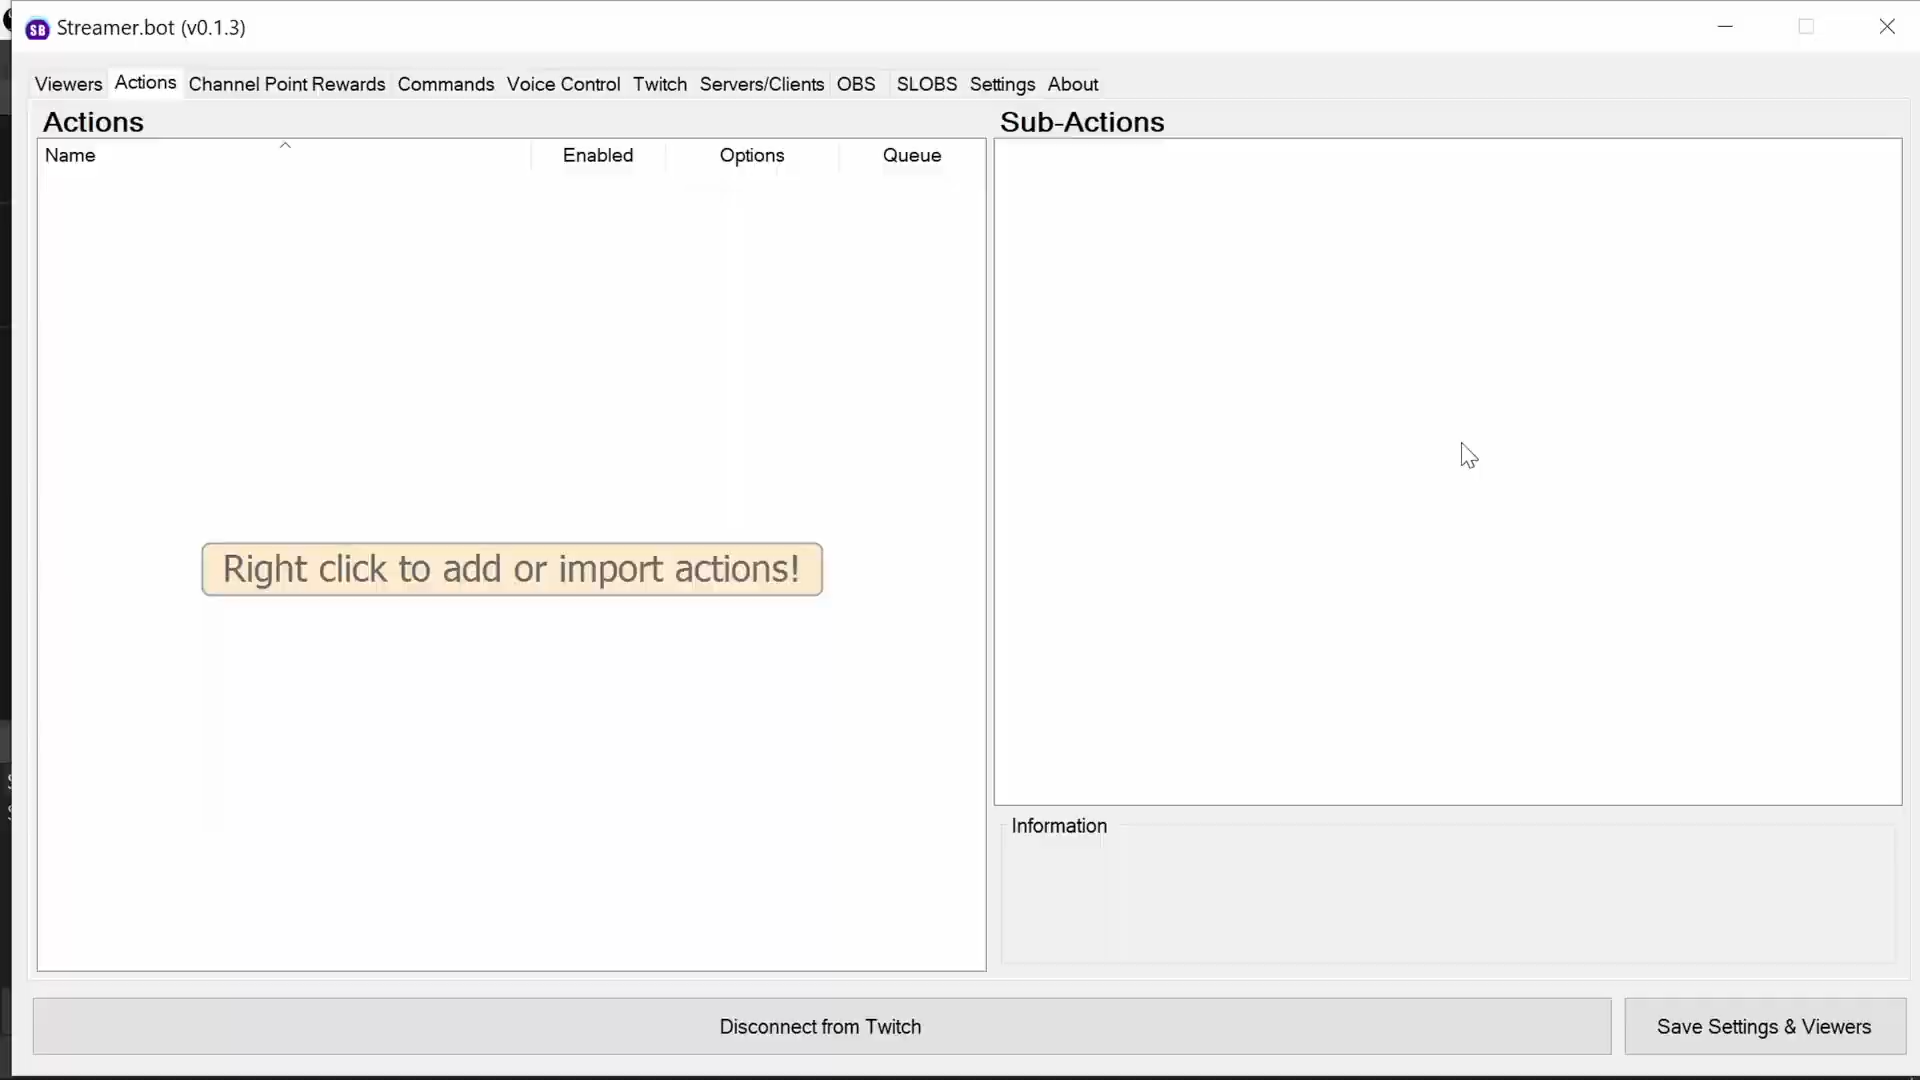 SB Streamer.bot (v0.1.3)
Viewers Actions Channel Point Rewards Commands Voice Control Twitch Servers/Clients OBS SLOBS Settings About
Actions
Name Enabled Options Queue
Right click to add or import actions!
Sub-Actions
Information
Disconnect from Twitch
Save Settings & Viewers